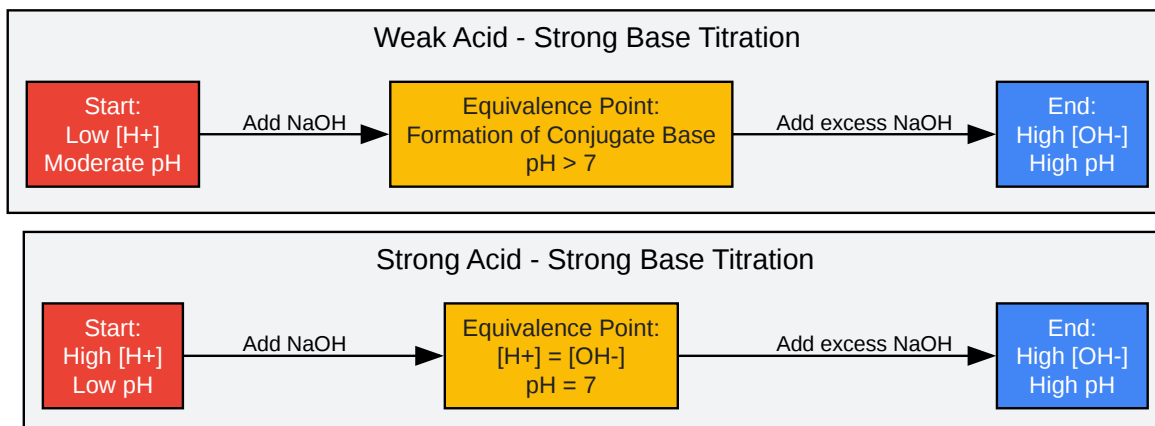 Weak Acid - Strong Base Titration
Start:
Low [H+]
Moderate pH
Add NaOH
Equivalence Point:
Formation of Conjugate Base
pH > 7
Add excess NaOH
End:
High [OH-]
High pH
Strong Acid - Strong Base Titration
Start:
High [H+]
Low pH
Add NaOH
Equivalence Point:
[H+] = [OH-]
pH = 7
Add excess NaOH
End:
High [OH-]
High pH